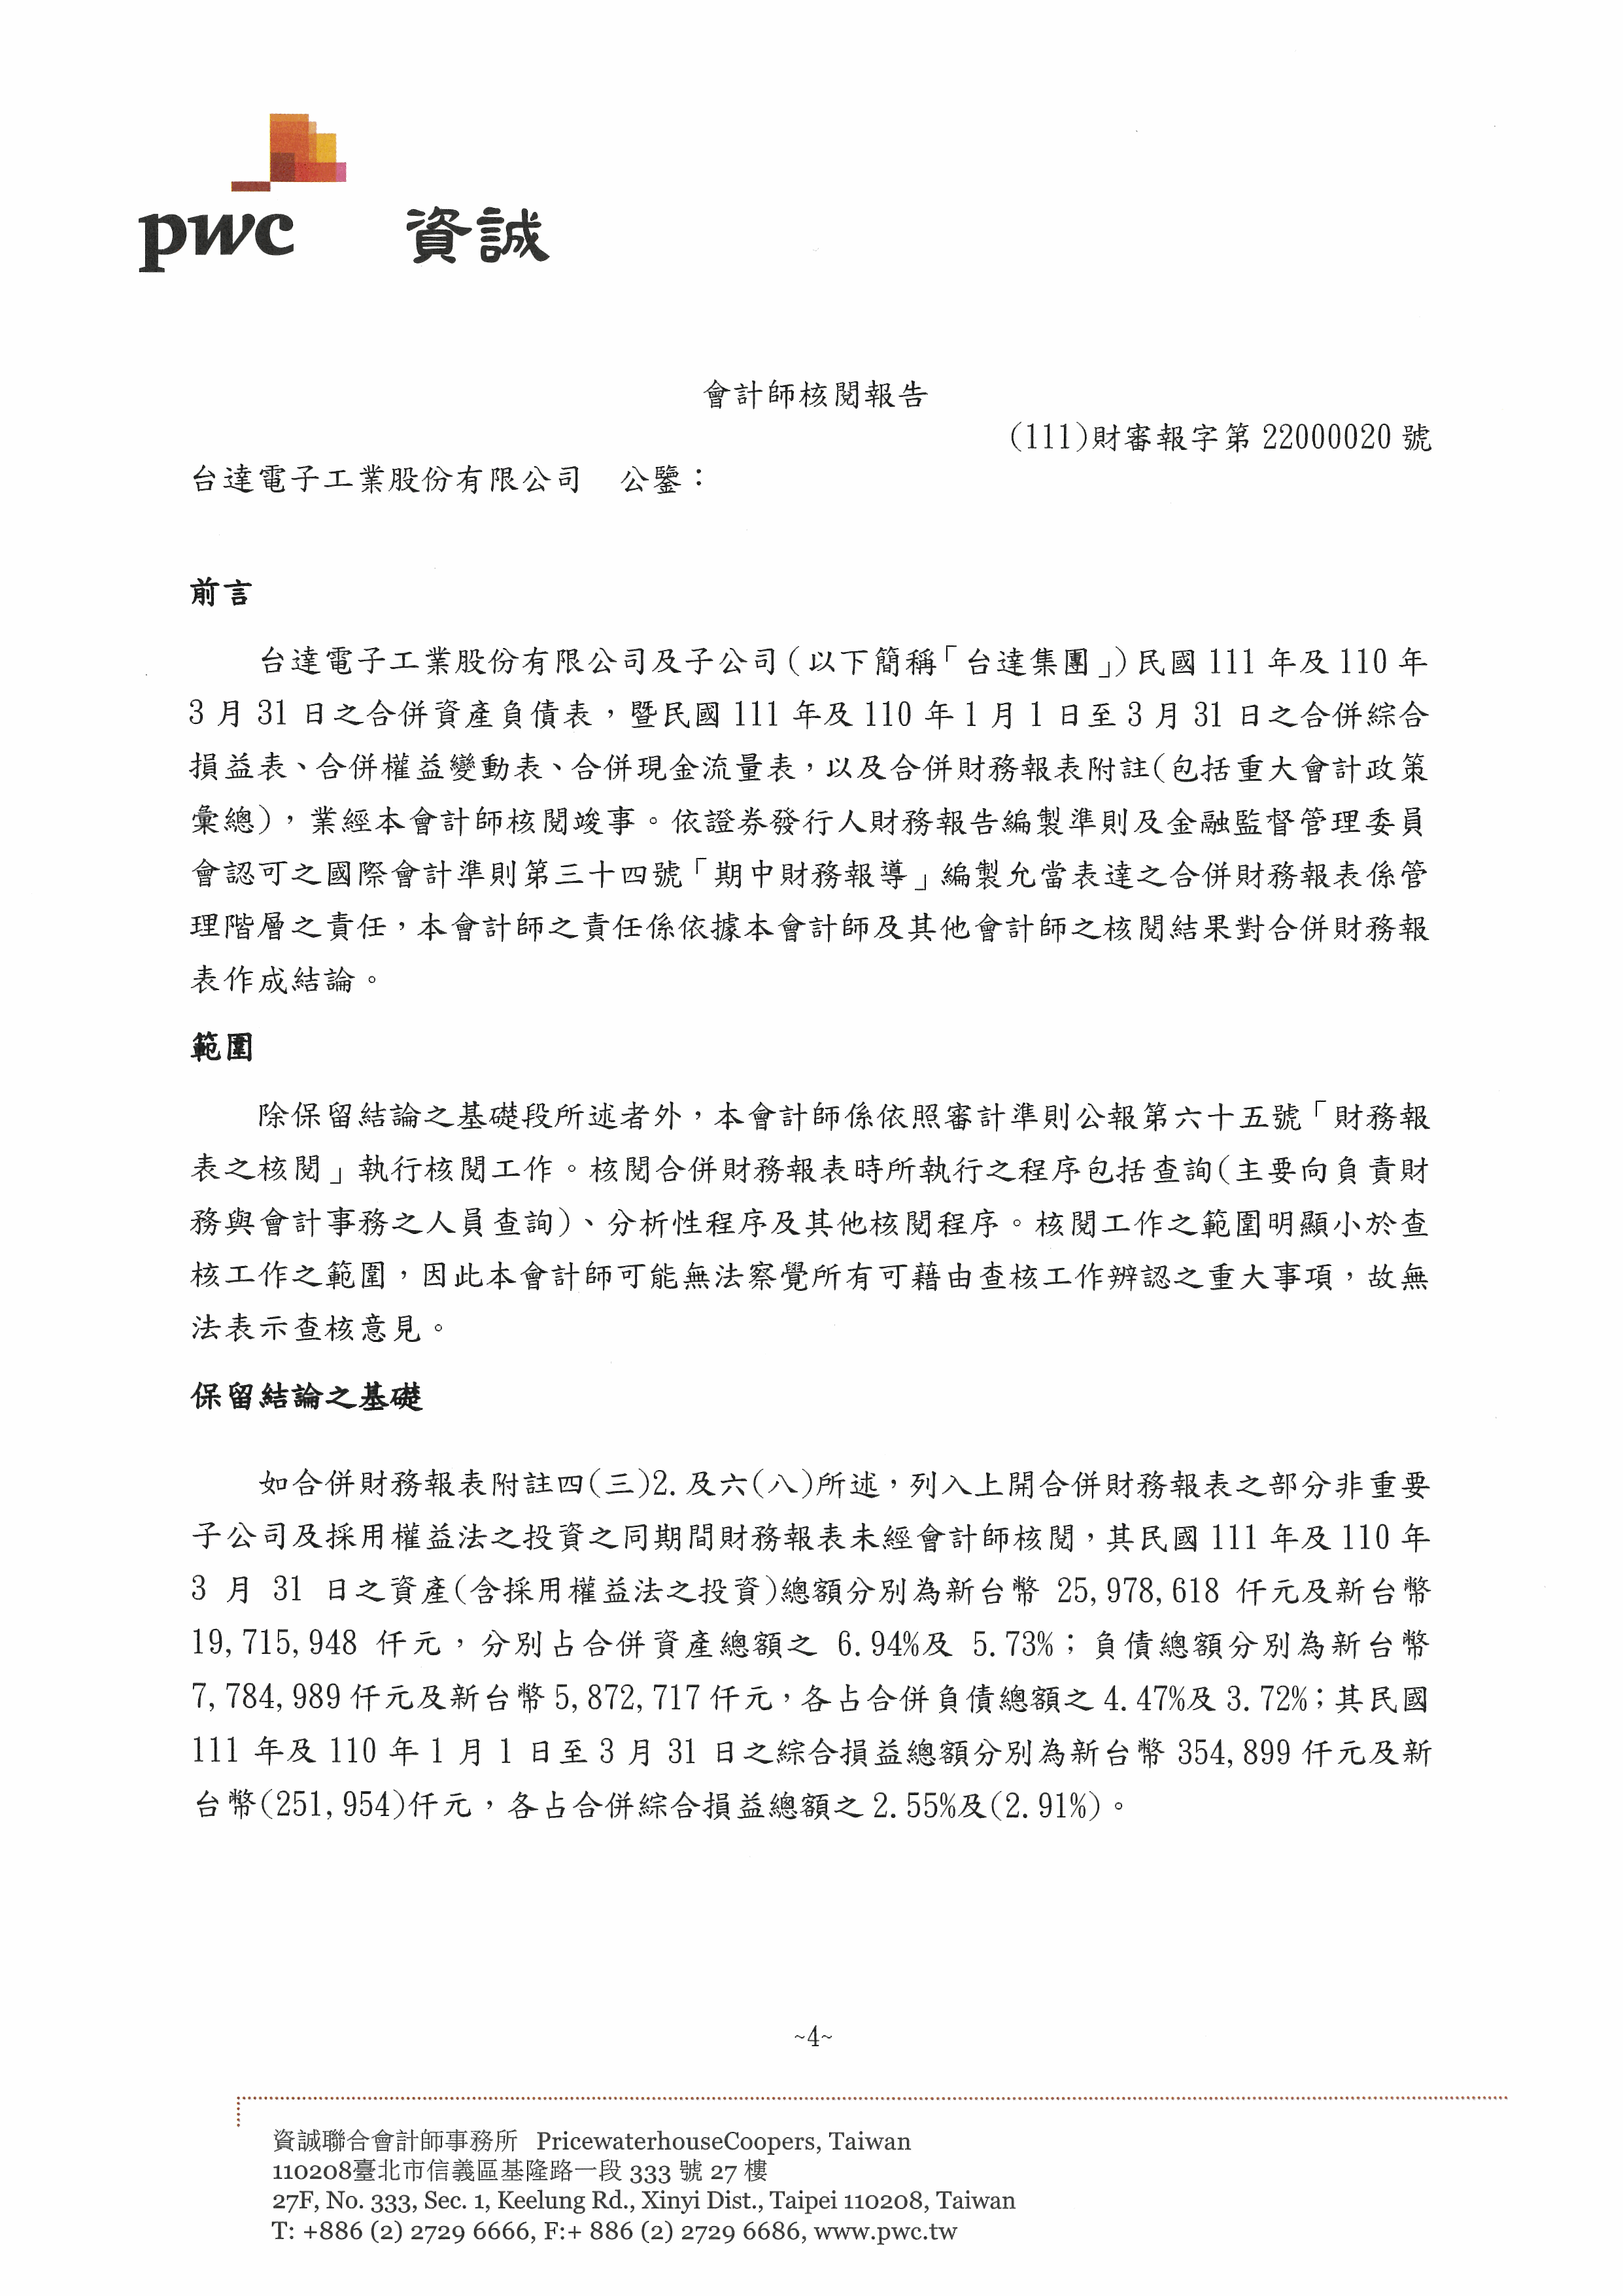 pwc 資誠
會計師核閱報告
(111)財審報字第 22000020 號
台達電子工業股份有限公司 公鑒：
前言
台達電子工業股份有限公司及子公司(以下簡稱「台達集團」)民國 111 年及 110 年
3 月 31 日之合併資產負債表，暨民國 111 年及 110 年 1 月 1 日至 3 月 31 日之合併綜合
損益表、合併權益變動表、合併現金流量表，以及合併財務報表附註(包括重大會計政策
彙總)，業經本會計師核閱竣事。依證券發行人財務報告編製準則及金融監督管理委員
會認可之國際會計準則第三十四號「期中財務報導」編製允當表達之合併財務報表係管
理階層之責任，本會計師之責任係依據本會計師及其他會計師之核閱結果對合併財務報
表作成結論。
範圍
除保留結論之基礎段所述者外，本會計師係依照審計準則公報第六十五號「財務報
表之核閱」執行核閱工作。核閱合併財務報表時所執行之程序包括查詢(主要向負責財
務與會計事務之人員查詢)、分析性程序及其他核閱程序。核閱工作之範圍明顯小於查
核工作之範圍，因此本會計師可能無法察覺所有可藉由查核工作辨認之重大事項，故無
法表示查核意見。
保留結論之基礎
如合併財務報表附註四(三)2. 及六(八)所述，列入上開合併財務報表之部分非重要
子公司及採用權益法之投資之同期間財務報表未經會計師核閱，其民國 111 年及 110 年
3 月 31 日之資產(含採用權益法之投資)總額分別為新台幣 25,978,618 仟元及新台幣
19,715,948 仟元，分別占合併資產總額之 6.94%及 5.73%；負債總額分別為新台幣
7,784,989 仟元及新台幣 5,872,717 仟元，各占合併負債總額之 4.47%及 3.72%；其民國
111 年及 110 年 1 月 1 日至 3 月 31 日之綜合損益總額分別為新台幣 354,899 仟元及新
台幣(251,954)仟元，各占合併綜合損益總額之 2.55%及(2.91%)。
~4~
資誠聯合會計師事務所 PricewaterhouseCoopers, Taiwan
110208臺北市信義區基隆路一段 333 號 27 樓
27F, No. 333, Sec. 1, Keelung Rd., Xinyi Dist., Taipei 110208, Taiwan
T: +886 (2) 2729 6666, F:+ 886 (2) 2729 6686, www.pwc.tw